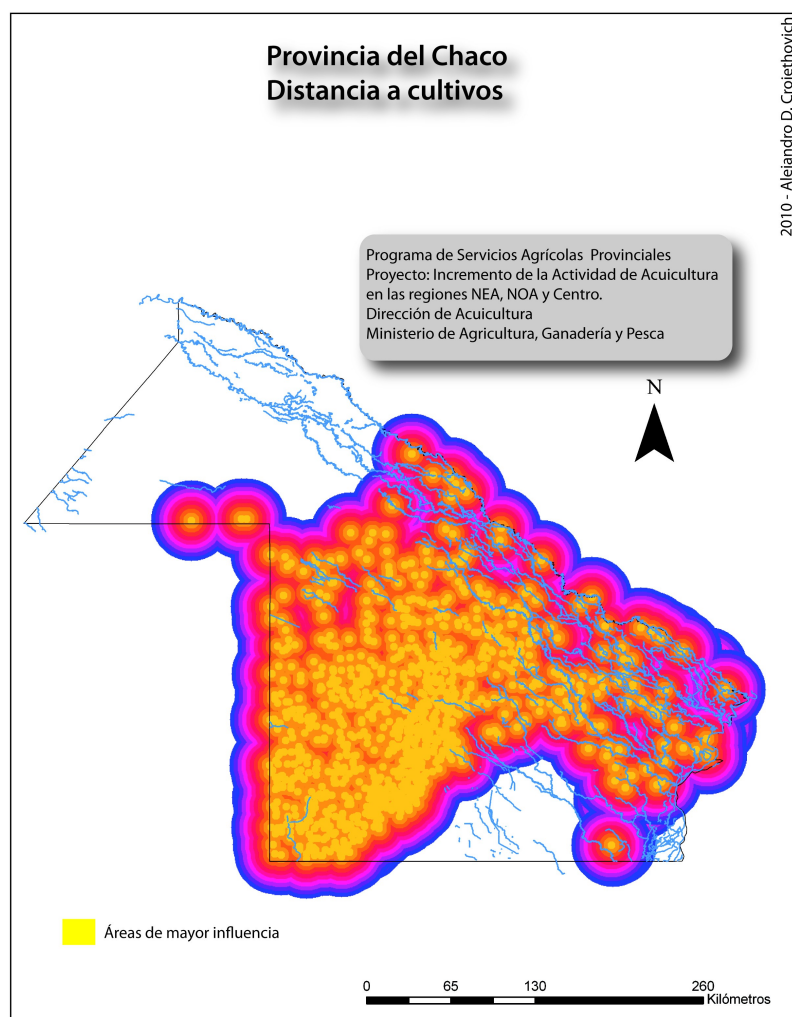 Provincia del Chaco
Distancia a cultivos
2010 - Alejandro D. Crojethovich
Programa de Servicios Agrícolas  Provinciales
Proyecto: Incremento de la Actividad de Acuicultura
en las regiones NEA, NOA y Centro.
Dirección de Acuicultura
Ministerio de Agricultura, Ganadería y Pesca
N
Áreas de mayor influencia
0 65 130 260
Kilómetros